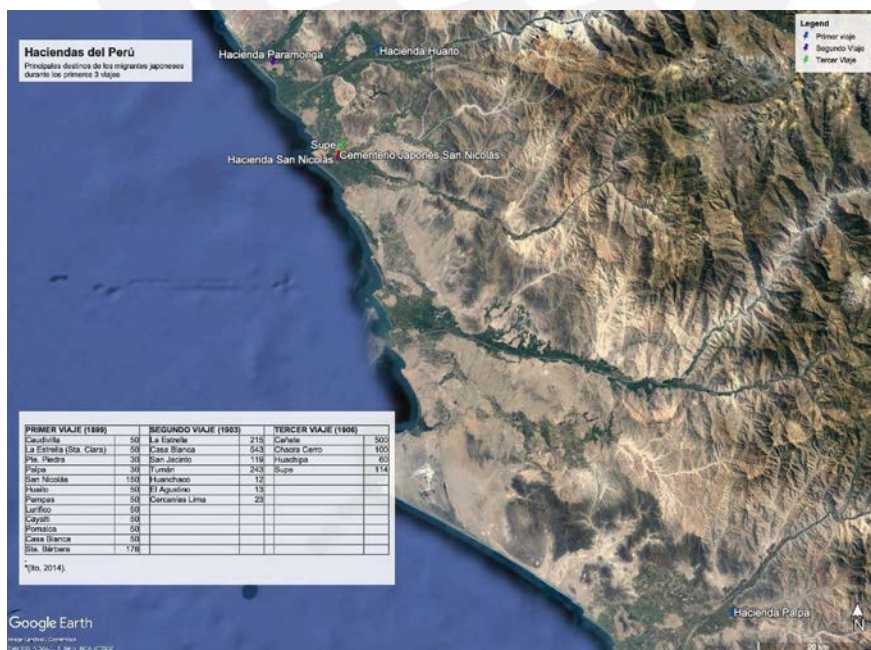 Haciendas del Perú
Principales destinos de los migrantes japoneses
durante los primeros 3 viajes
Legend
Primer viaje
Segundo Viaje
Tercer Viaje
Hacienda Paramonga
Hacienda Huaito
Supe
Hacienda San Nicolás
Cementerio Japonés San Nicolás
PRIMER VIAJE (1899) SEGUNDO VIAJE (1903) TERCER VIAJE (1906)
Caudivilla 50 La Estrella 215 Cañete 500
La Estrella (Sta. Clara) 50 Casa Blanca 543 Chacra Cerro 100
Pte. Piedra 30 San Jacinto 119 Huachipa 60
Palpa 30 Tumán 243 Supe 114
San Nicolás 150 Huanchaco 12
Huaito 50 El Agustino 13
Pampas 50 Cercanías Lima 23
Lurifico 50
Cayaltí 50
Pomalca 50
Casa Blanca 50
Sta. Bárbara 176
*(Ito, 2014).
Hacienda Palpa
Google Earth
Image Landsat / Copernicus
N
20 km